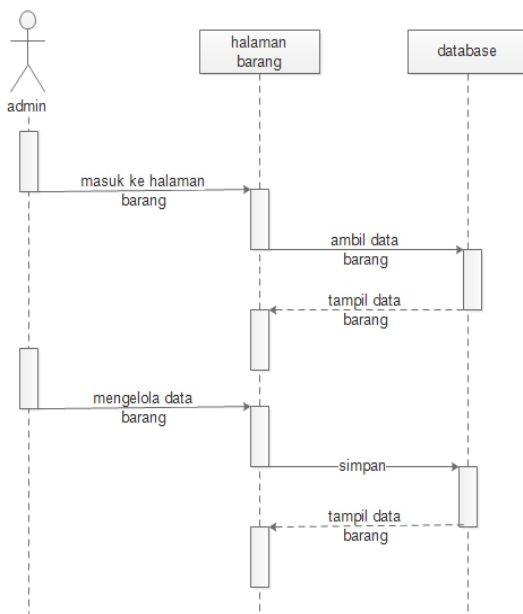 halaman
barang
database
admin
masuk ke halaman
barang
ambil data
barang
tampil data
barang
mengelola data
barang
simpan
tampil data
barang